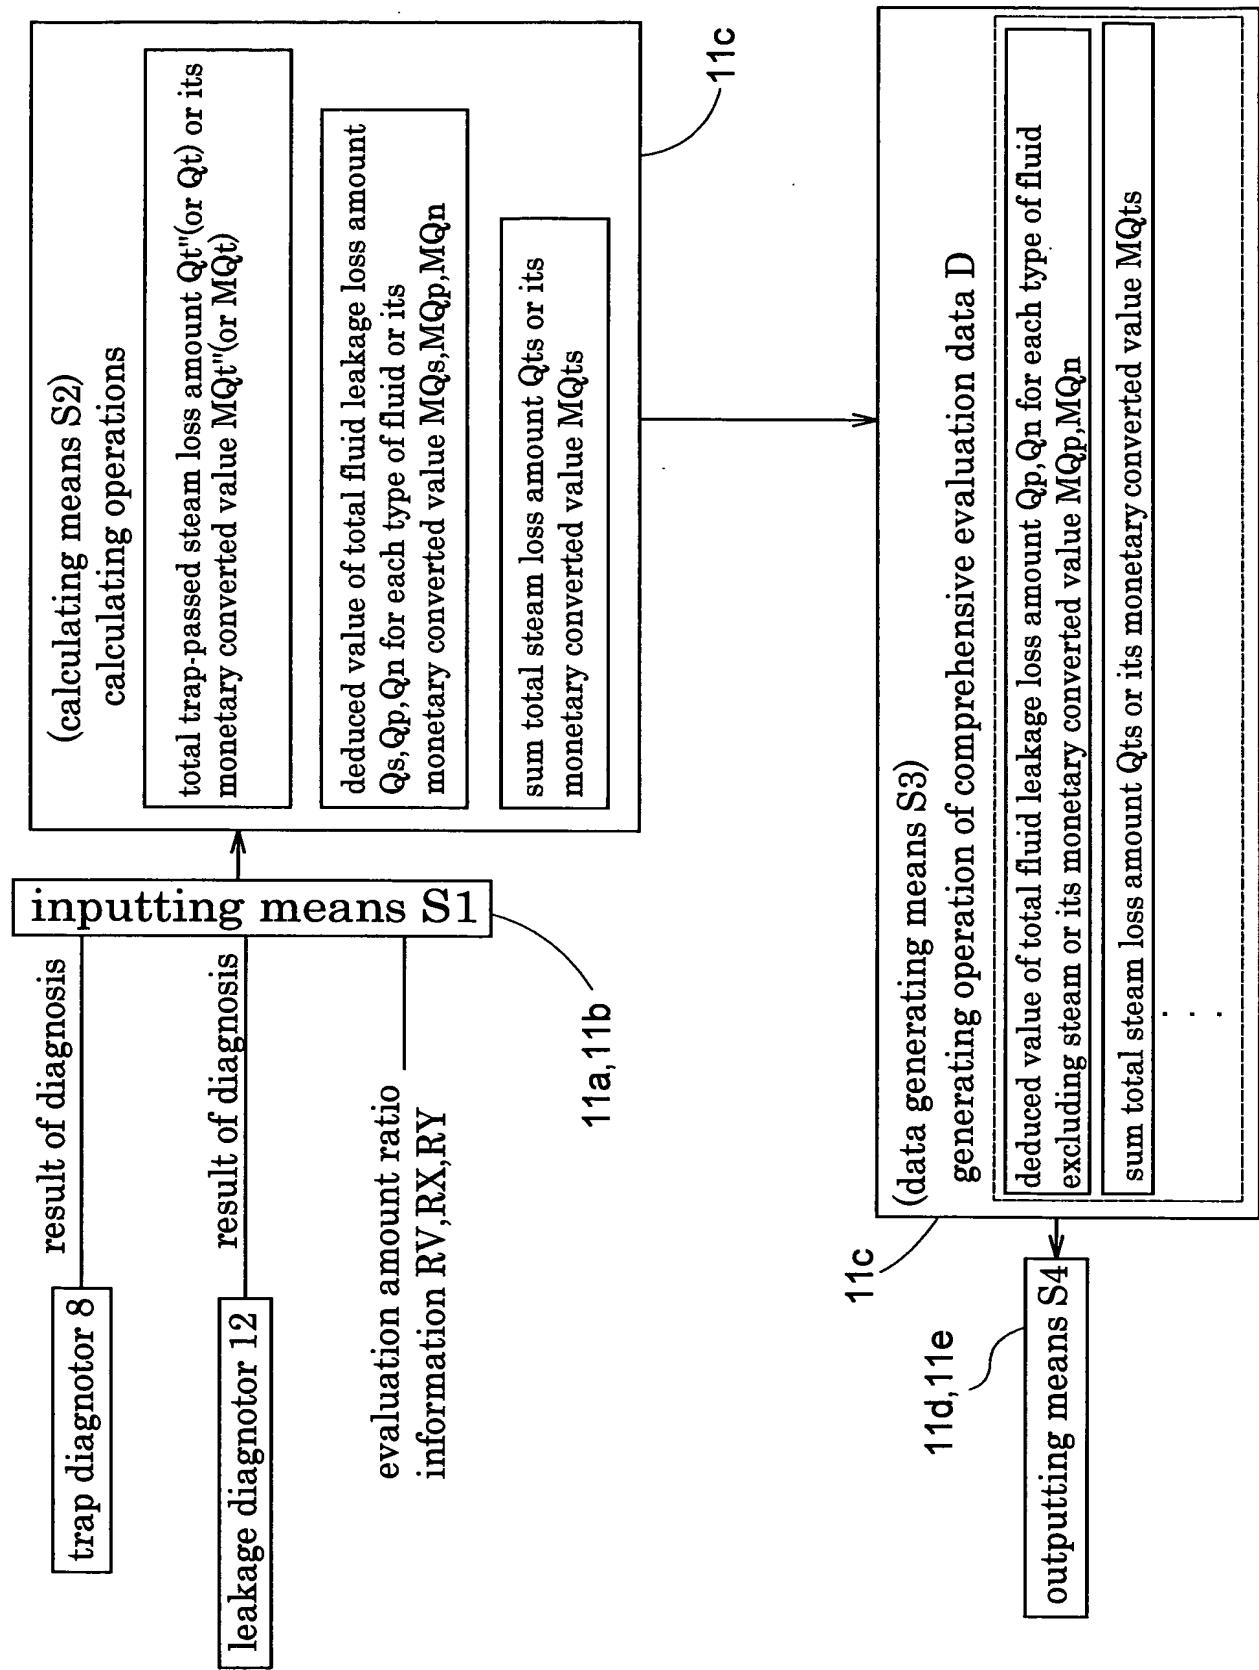 trap diagnotor 8
result of diagnosis
leakage diagnotor 12
result of diagnosis
evaluation amount ratio
information RV,RX,RY
inputting means S1
11a,11b
(calculating means S2)
calculating operations
total trap-passed steam loss amount Qt"(or Qt) or its
monetary converted value MQt"(or MQt)
deduced value of total fluid leakage loss amount
Qs,Qp,Qn for each type of fluid or its
monetary converted value MQs,MQp,MQn
sum total steam loss amount Qts or its
monetary converted value MQts
11c
(data generating means S3)
generating operation of comprehensive evaluation data D
deduced value of total fluid leakage loss amount Qp,Qn for each type of fluid
excluding steam or its monetary converted value MQp,MQn
sum total steam loss amount Qts or its monetary converted value MQts
. . .
11c
outputting means S4
11d,11e